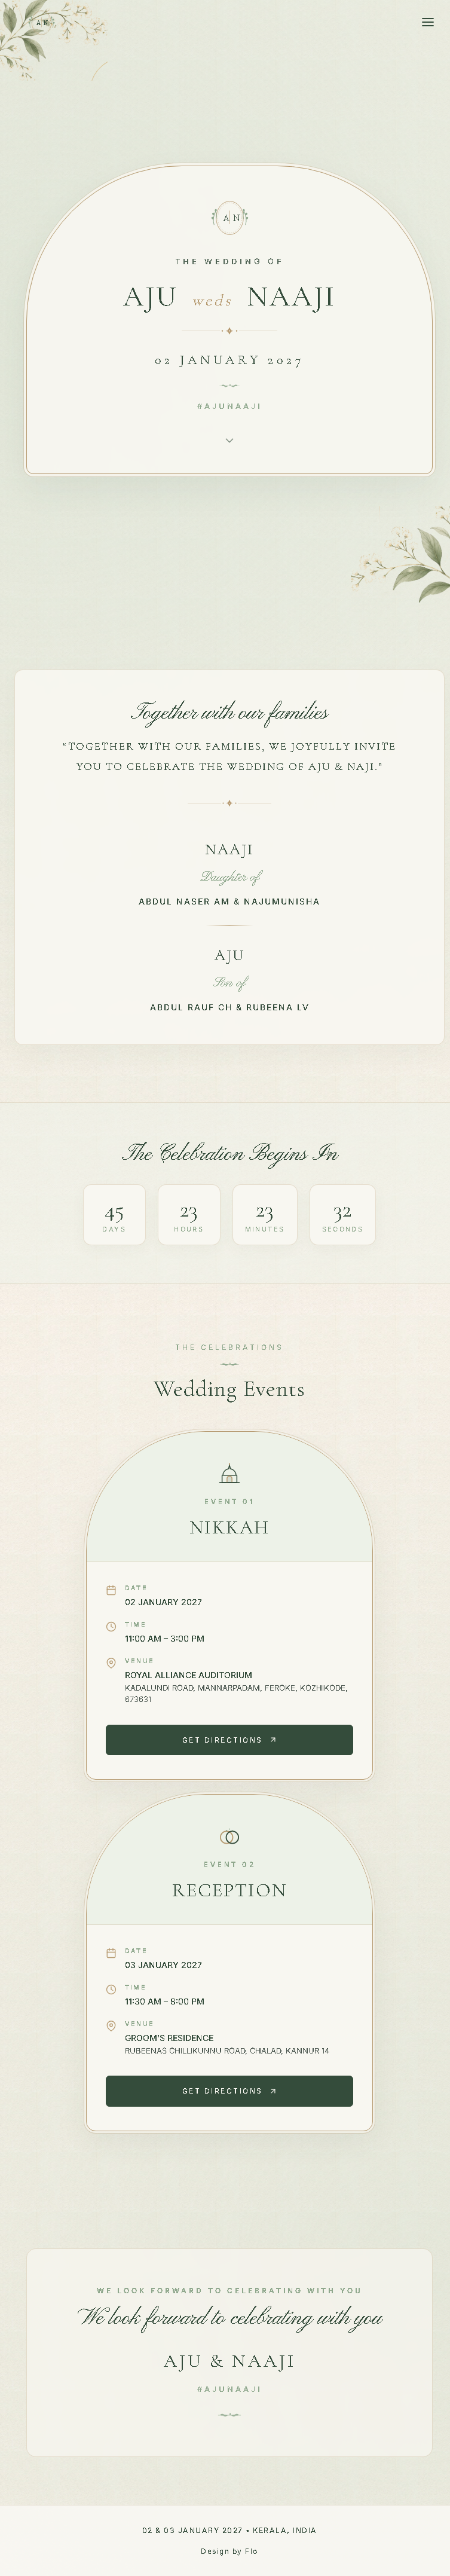 A N
A N
THE WEDDING OF
AJU weds NAAJI
02 JANUARY 2027
#AJUNAAJI
Together with our families
"TOGETHER WITH OUR FAMILIES, WE JOYFULLY INVITE
YOU TO CELEBRATE THE WEDDING OF AJU & NAJI."
NAAJI
Daughter of
ABDUL NASER AM & NAJUMUNISHA
AJU
Son of
ABDUL RAUF CH & RUBEENA LV
The Celebration Begins In
45 23 23 32
DAYS HOURS MINUTES SECONDS
THE CELEBRATIONS
Wedding Events
EVENT 01
NIKKAH
DATE
02 JANUARY 2027
TIME
11:00 AM – 3:00 PM
VENUE
ROYAL ALLIANCE AUDITORIUM
KADALUNDI ROAD, MANNARPADAM, FEROKE, KOZHIKODE,
673631
GET DIRECTIONS
EVENT 02
RECEPTION
DATE
03 JANUARY 2027
TIME
11:30 AM – 8:00 PM
VENUE
GROOM'S RESIDENCE
RUBEENAS CHILLIKUNNU ROAD, CHALAD, KANNUR 14
GET DIRECTIONS
WE LOOK FORWARD TO CELEBRATING WITH YOU
We look forward to celebrating with you
AJU & NAAJI
#AJUNAAJI
02 & 03 JANUARY 2027 • KERALA, INDIA
Design by Flo